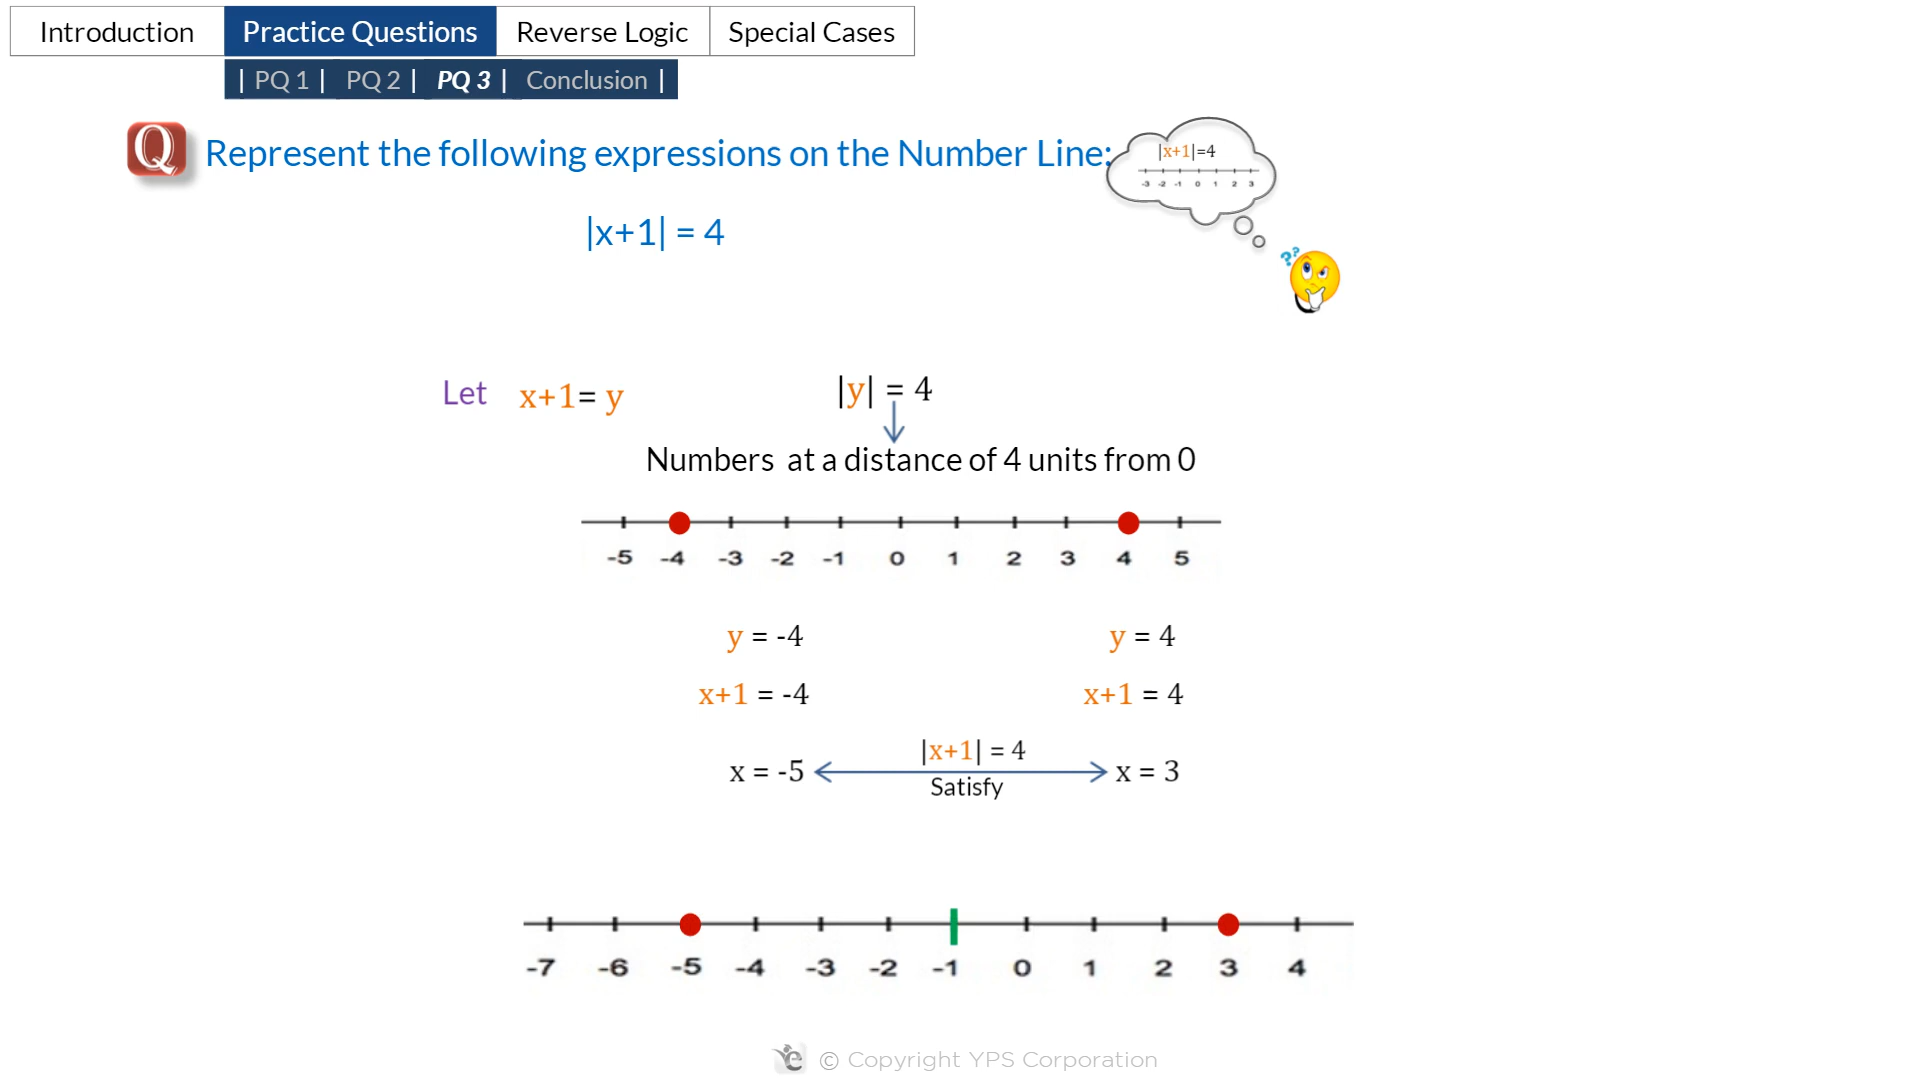 Introduction Practice Questions Reverse Logic Special Cases
| PQ 1 | PQ 2 | PQ 3 | Conclusion |
Q Represent the following expressions on the Number Line:
|x+1|=4
-3 -2 -1 0 1 2 3
|x+1| = 4
??
Let x+1= y |y| = 4
Numbers at a distance of 4 units from 0
-5 -4 -3 -2 -1 0 1 2 3 4 5
y = -4 y = 4
x+1 = -4 x+1 = 4
|x+1| = 4
x = -5 x = 3
Satisfy
-7 -6 -5 -4 -3 -2 -1 0 1 2 3 4
e © Copyright YPS Corporation